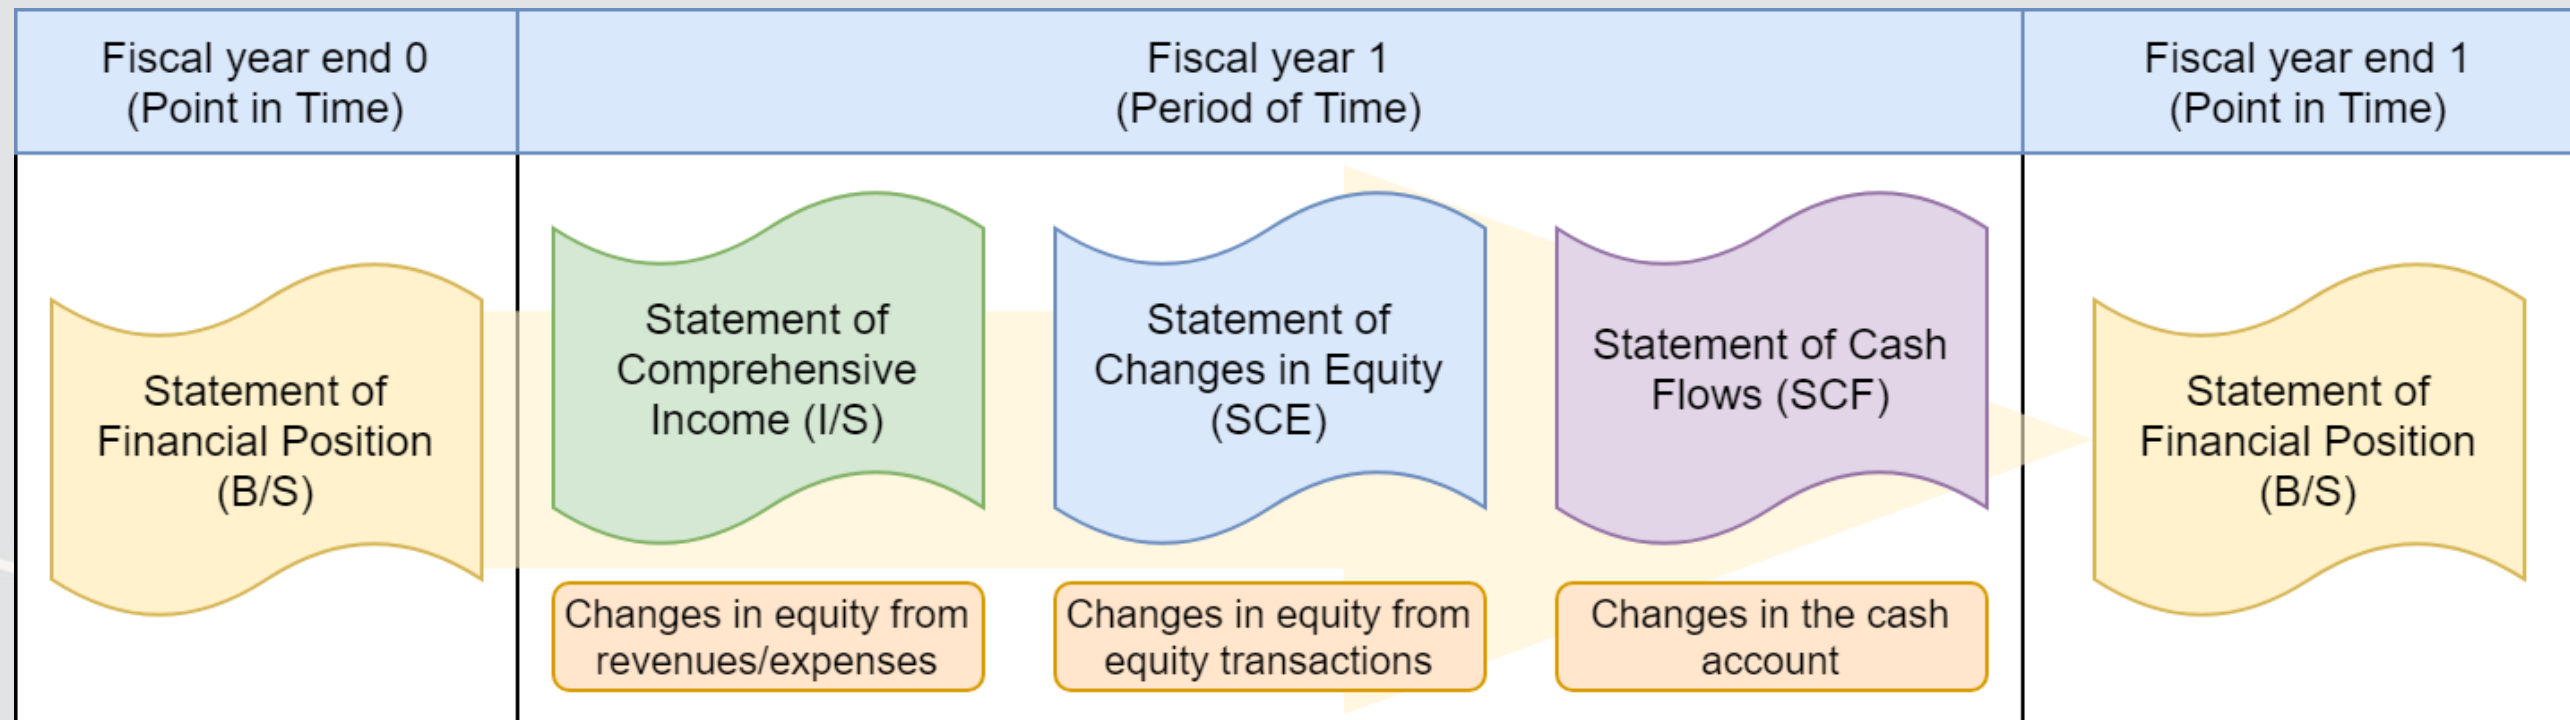 Fiscal year end 0
(Point in Time)
Fiscal year 1
(Period of Time)
Fiscal year end 1
(Point in Time)
Statement of
Financial Position
(B/S)
Statement of
Comprehensive
Income (I/S)
Changes in equity from
revenues/expenses
Statement of
Changes in Equity
(SCE)
Changes in equity from
equity transactions
Statement of Cash
Flows (SCF)
Changes in the cash
account
Statement of
Financial Position
(B/S)